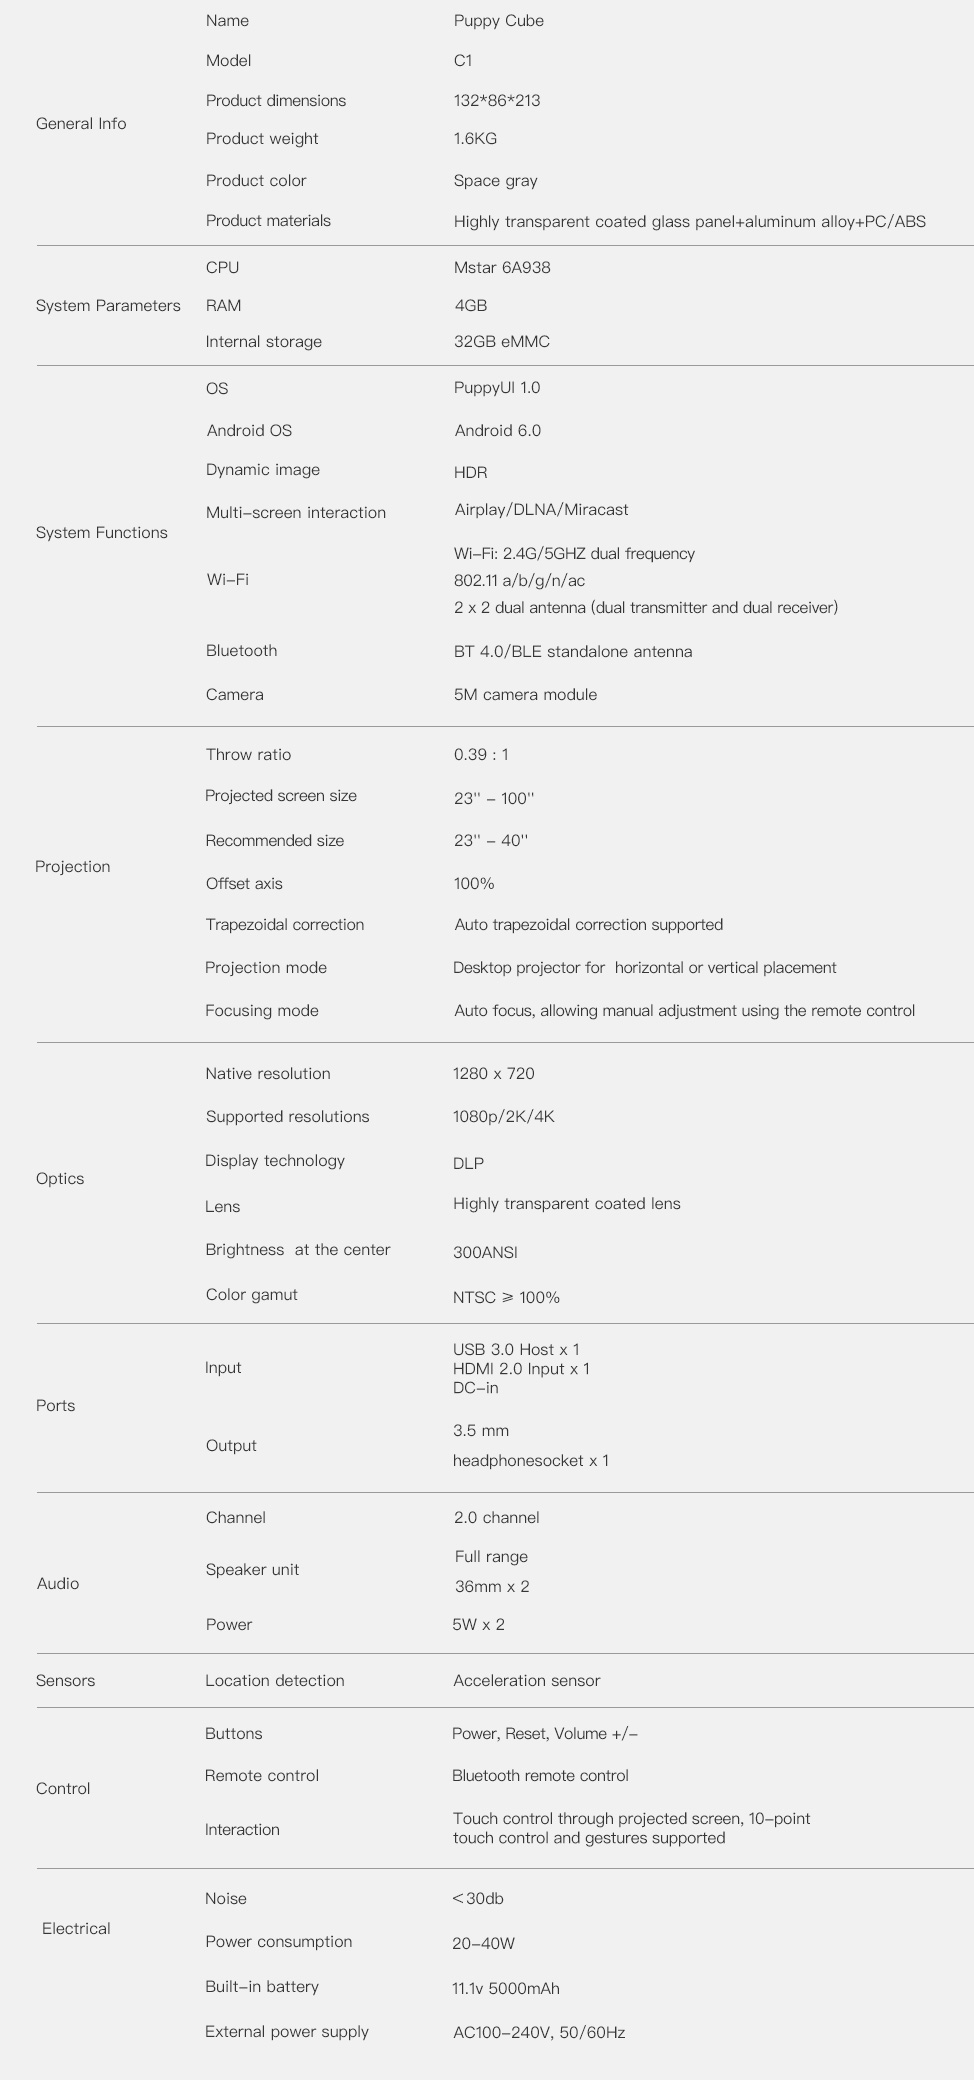 Name Puppy Cube
Model C1
Product dimensions 132*86*213
General Info
Product weight 1.6KG
Product color Space gray
Product materials Highly transparent coated glass panel+aluminum alloy+PC/ABS
CPU Mstar 6A938
System Parameters RAM 4GB
Internal storage 32GB eMMC
OS PuppyUI 1.0
Android OS Android 6.0
Dynamic image HDR
Multi-screen interaction Airplay/DLNA/Miracast
System Functions
Wi-Fi: 2.4G/5GHZ dual frequency
Wi-Fi 802.11 a/b/g/n/ac
2 x 2 dual antenna (dual transmitter and dual receiver)
Bluetooth BT 4.0/BLE standalone antenna
Camera 5M camera module
Throw ratio 0.39 : 1
Projected screen size 23'' - 100''
Recommended size 23'' - 40''
Projection
Offset axis 100%
Trapezoidal correction Auto trapezoidal correction supported
Projection mode Desktop projector for horizontal or vertical placement
Focusing mode Auto focus, allowing manual adjustment using the remote control
Native resolution 1280 x 720
Supported resolutions 1080p/2K/4K
Display technology DLP
Optics
Lens Highly transparent coated lens
Brightness at the center 300ANSI
Color gamut NTSC ≥ 100%
USB 3.0 Host x 1
Input HDMI 2.0 Input x 1
DC-in
Ports
3.5 mm
Output
headphonesocket x 1
Channel 2.0 channel
Full range
Speaker unit
Audio
36mm x 2
Power 5W x 2
Sensors Location detection Acceleration sensor
Buttons Power, Reset, Volume +/-
Remote control Bluetooth remote control
Control
Touch control through projected screen, 10-point
Interaction
touch control and gestures supported
Noise <30db
Electrical
Power consumption 20-40W
Built-in battery 11.1v 5000mAh
External power supply AC100-240V, 50/60Hz